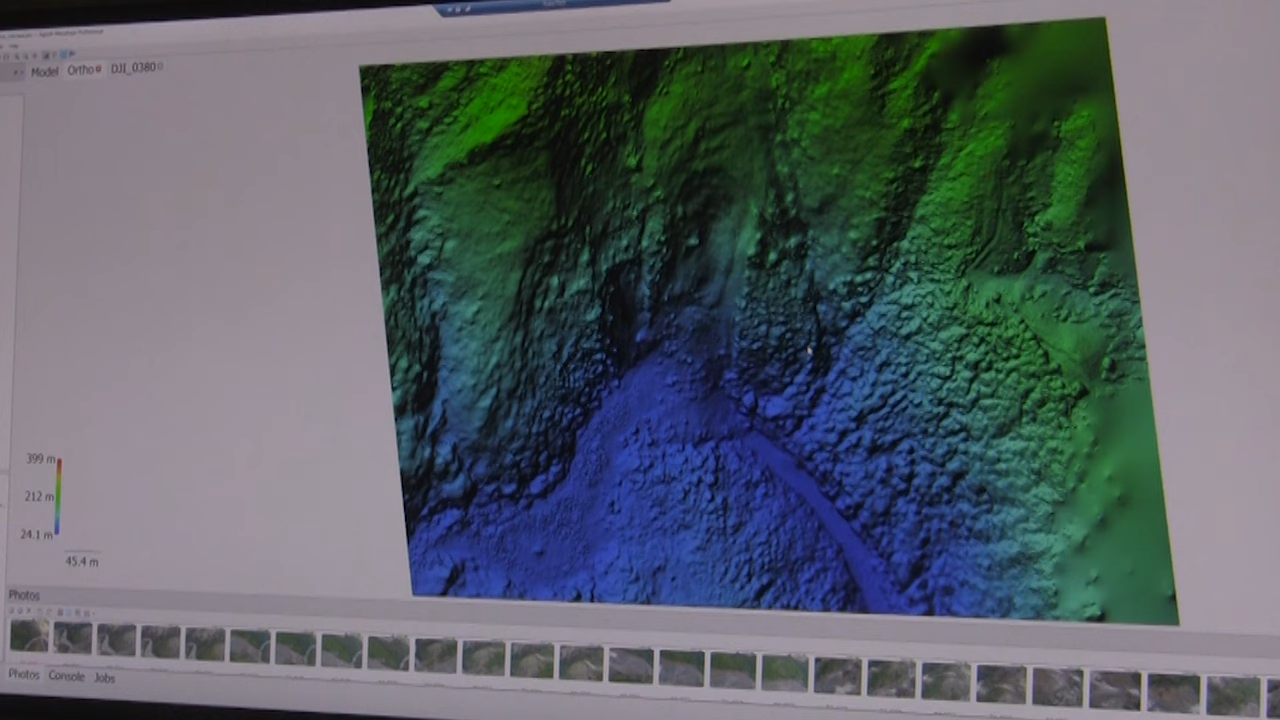 Model Ortho DJI_0380
399 m
212 m
24.1 m
45.4 m
Photos
Photos Console Jobs